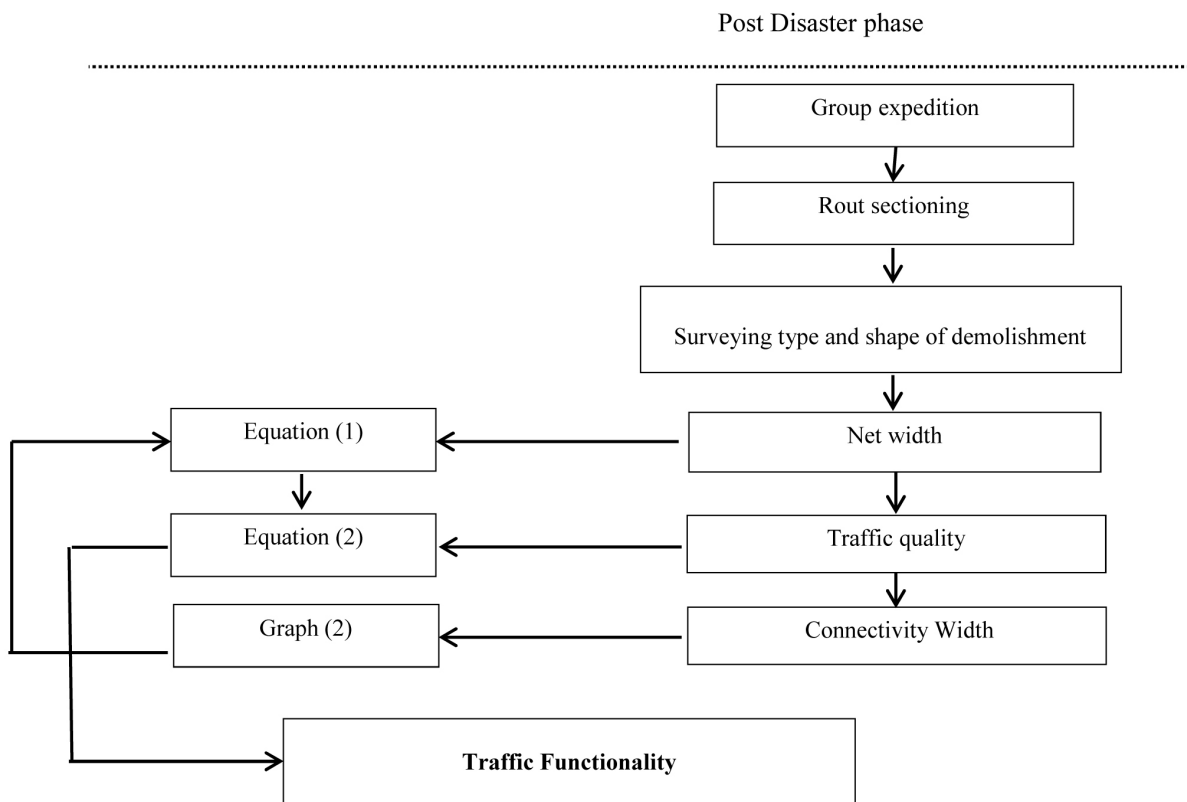 Post Disaster phase
Group expedition
Rout sectioning
Surveying type and shape of demolishment
Equation (1)
Net width
Equation (2)
Traffic quality
Graph (2)
Connectivity Width
Traffic Functionality